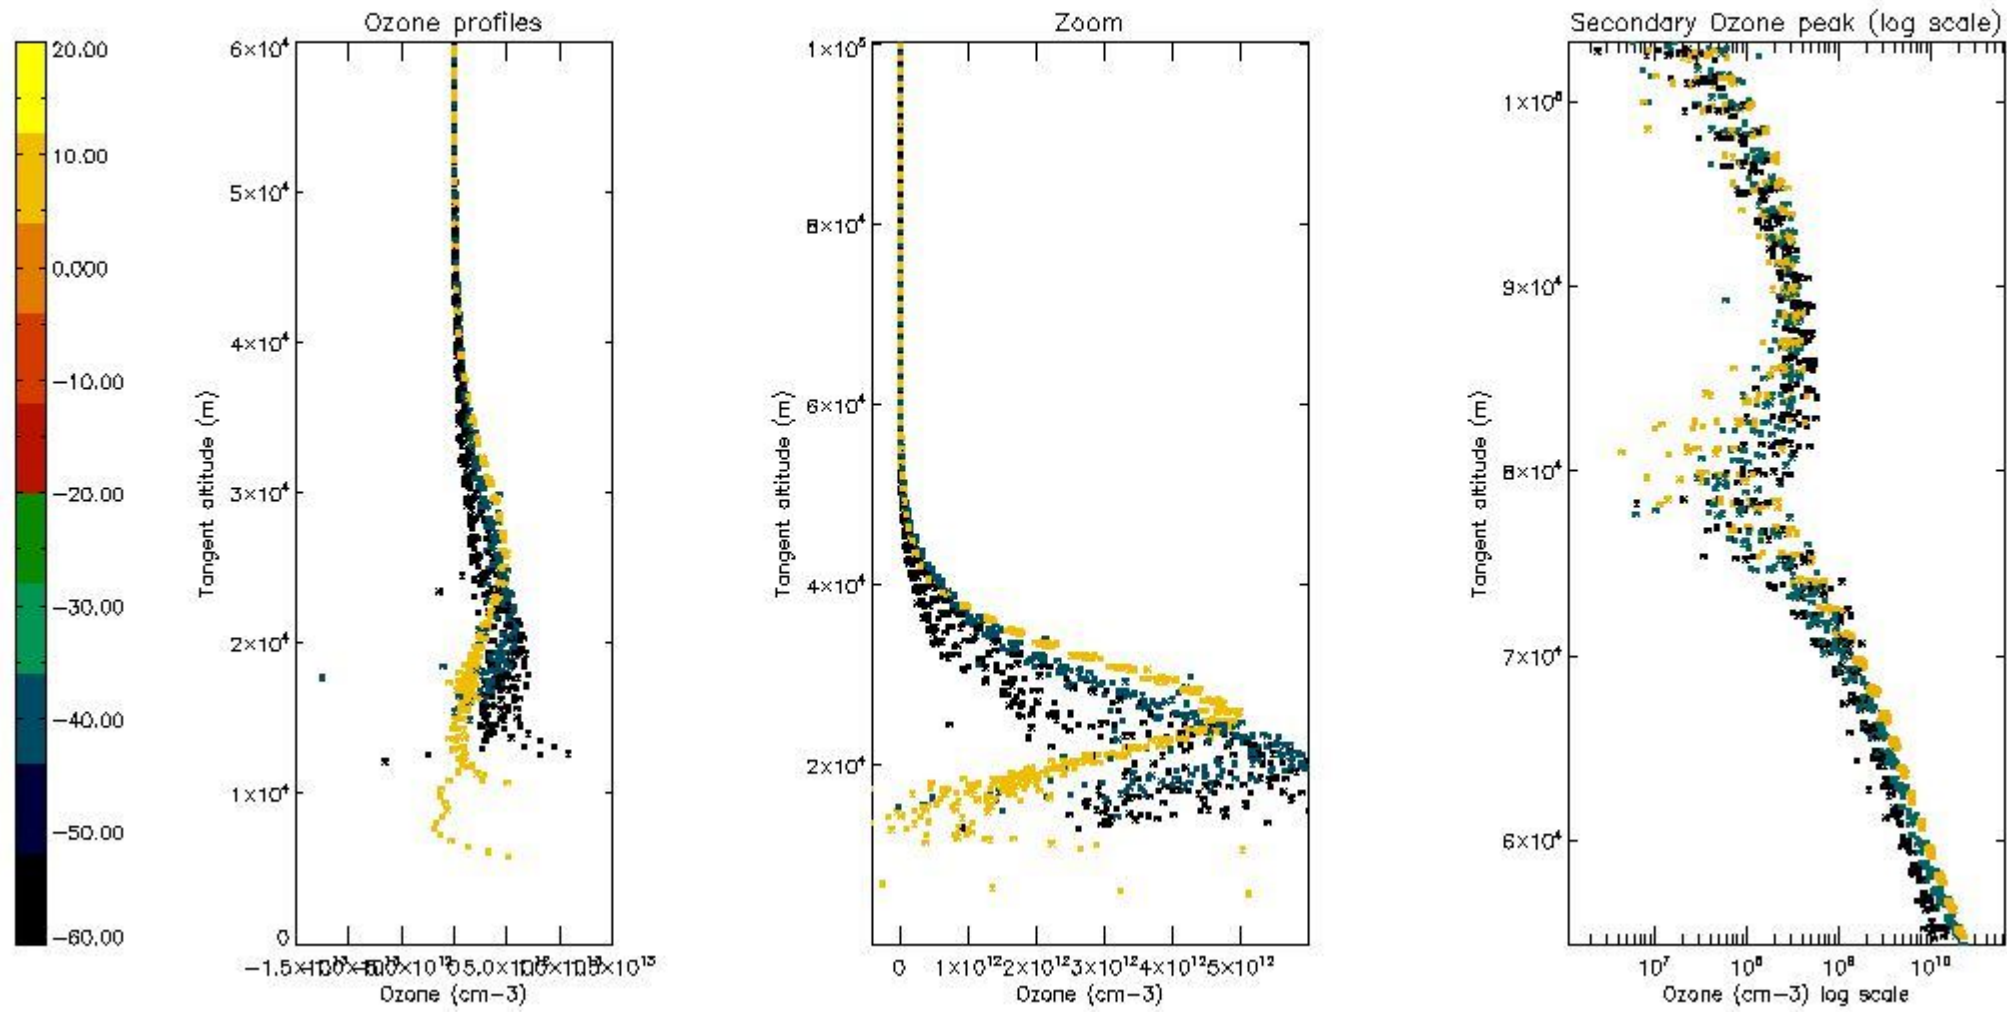 Ozone profiles
Zoom
Secondary Ozone peak (log scale)
20.00
10.00
0.000
−10.00
−20.00
−30.00
−40.00
−50.00
−60.00
6×10⁴
5×10⁴
4×10⁴
3×10⁴
2×10⁴
1×10⁴
0
Tangent altitude (m)
Ozone (cm−3)
1×10⁵
8×10⁴
6×10⁴
4×10⁴
2×10⁴
Tangent altitude (m)
0 1×10¹² 2×10¹² 3×10¹² 4×10¹² 5×10¹²
Ozone (cm−3)
1×10⁵
9×10⁴
8×10⁴
7×10⁴
6×10⁴
Tangent altitude (m)
10⁷ 10⁸ 10⁹ 10¹⁰
Ozone (cm−3) log scale